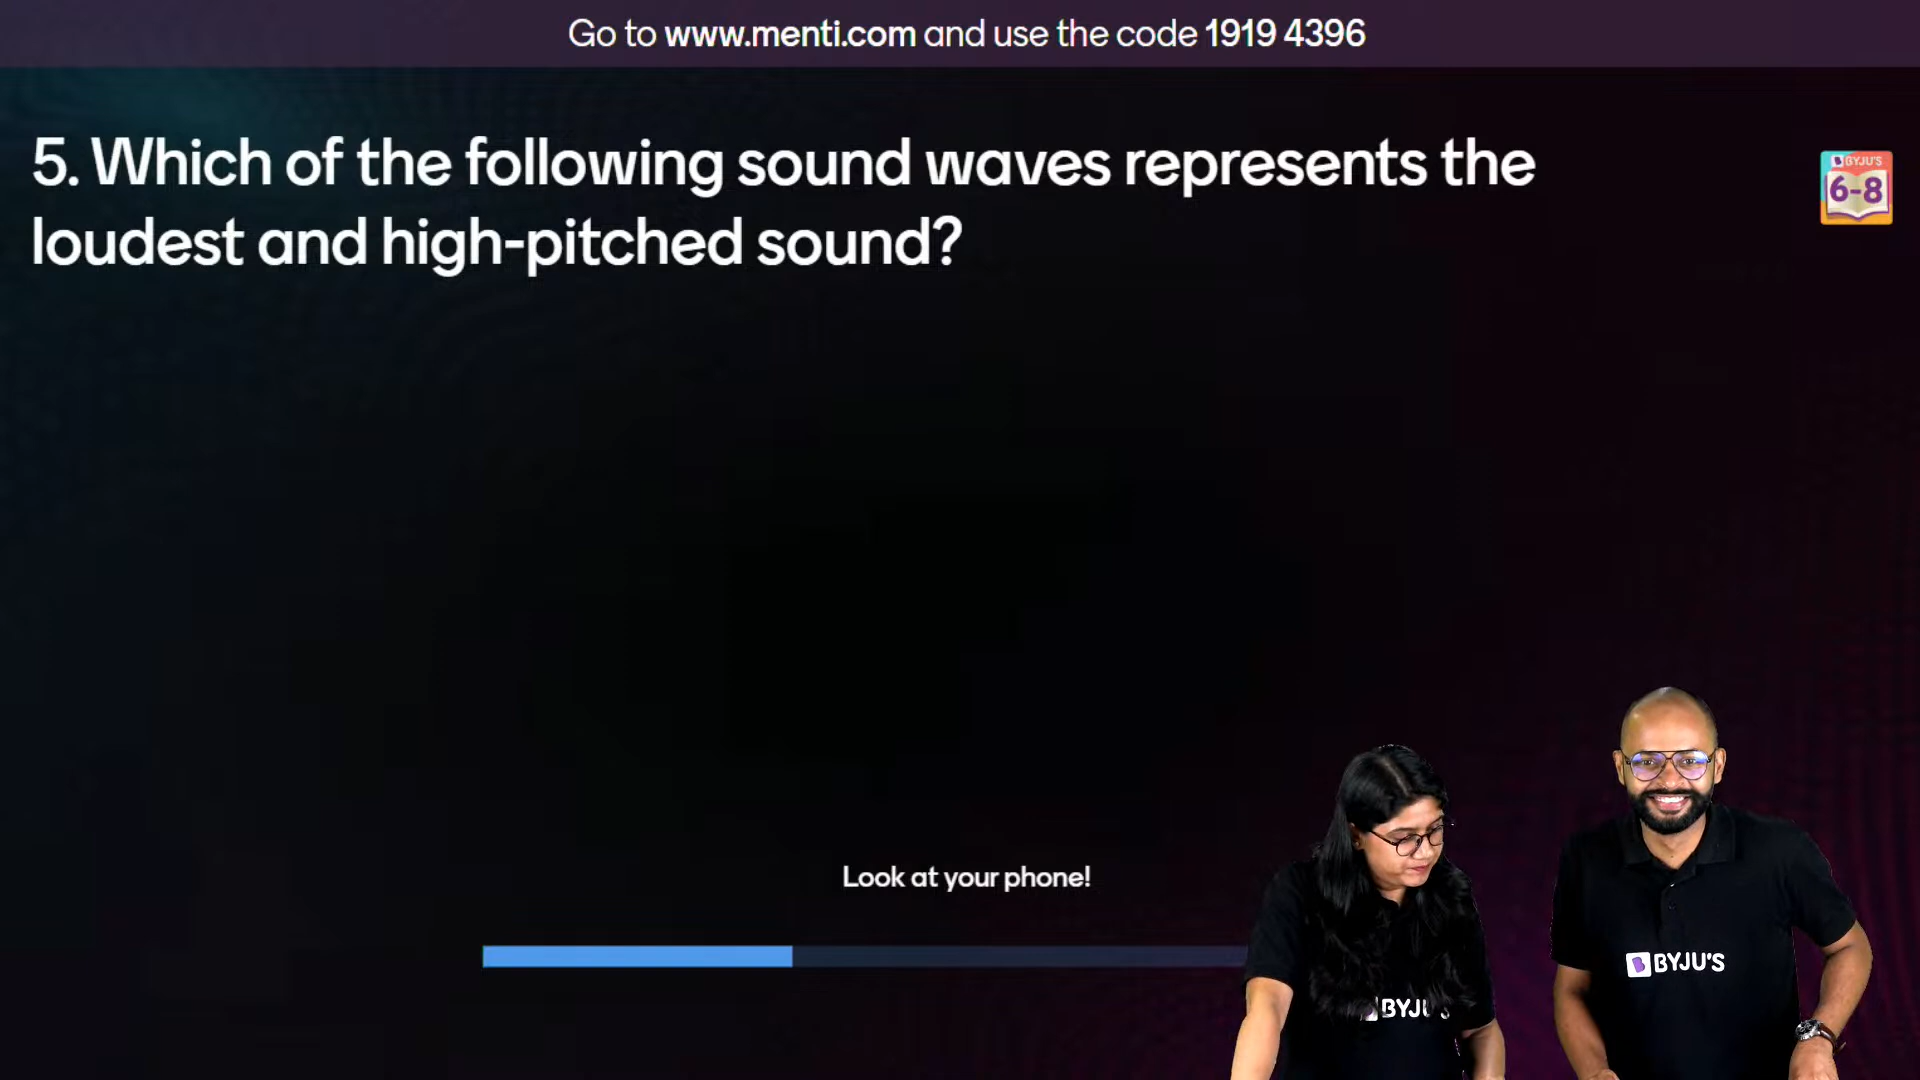 Go to www.menti.com and use the code 1919 4396
5. Which of the following sound waves represents the
loudest and high-pitched sound?
BYJU'S
6-8
Look at your phone!
BYJU'S
BYJU'S